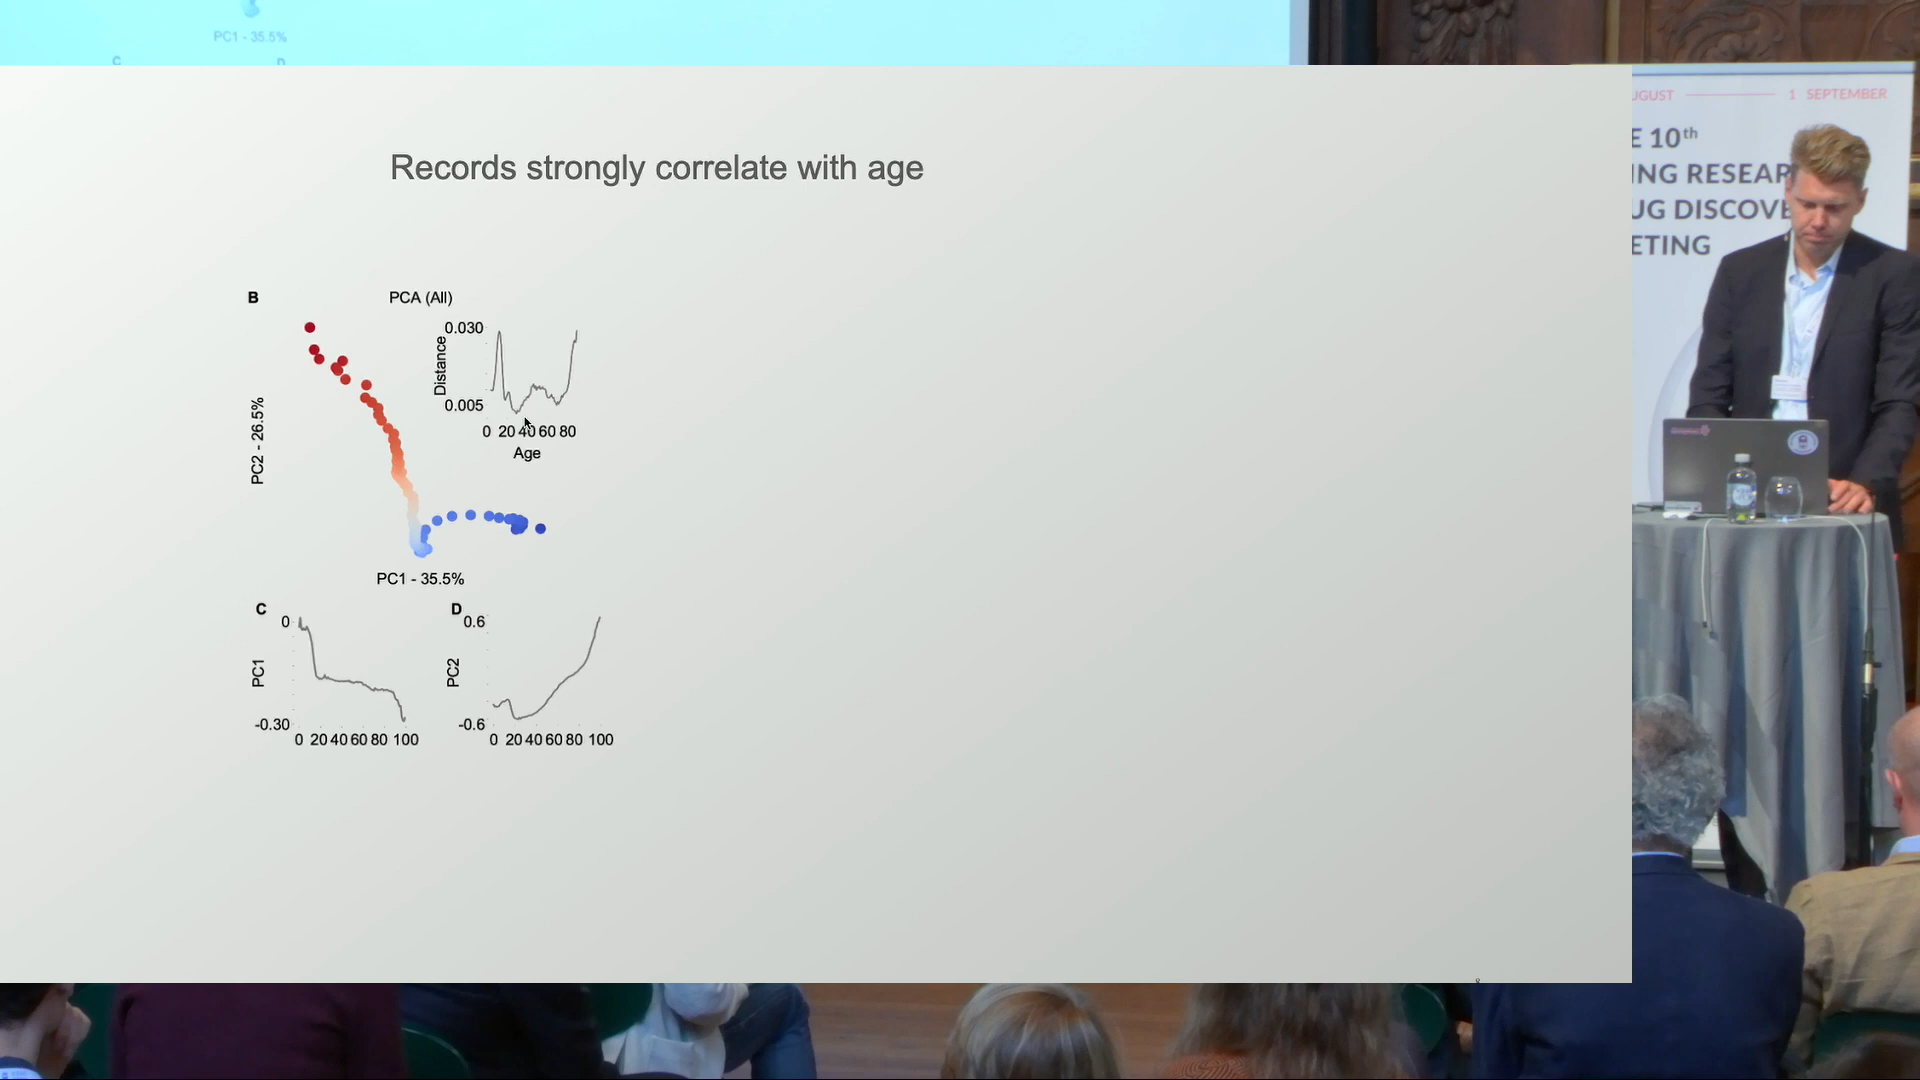 PC1 - 35.5%
C D
Records strongly correlate with age
B PCA (All)
0.030
Distance
0.005
0 20 40 60 80
Age
PC2 - 26.5%
PC1 - 35.5%
C
0
PC1
-0.30
0 20 40 60 80 100
D
0.6
PC2
-0.6
0 20 40 60 80 100
UGUST 1 SEPTEMBER
E 10th
ING RESEAR
UG DISCOVE
ETING